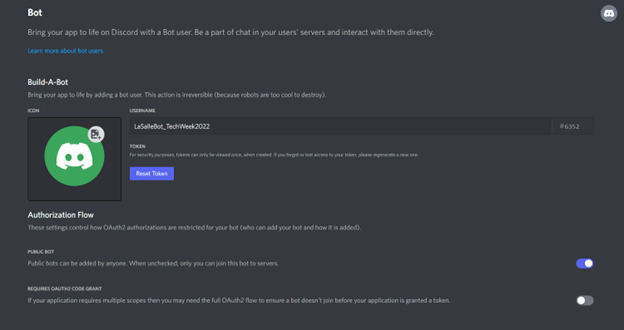 Bot
Bring your app to life on Discord with a Bot user. Be a part of chat in your users' servers and interact with them directly.
Learn more about bot users
Build-A-Bot
Bring your app to life by adding a bot user. This action is irreversible (because robots are too cool to destroy).
ICON
USERNAME
LaSalleBot_TechWeek2022
#6352
TOKEN
For security purposes, tokens can only be viewed once, when created. If you forgot or lost access to your token, please regenerate a new one.
Reset Token
Authorization Flow
These settings control how OAuth2 authorizations are restricted for your bot (who can add your bot and how it is added).
PUBLIC BOT
Public bots can be added by anyone. When unchecked, only you can join this bot to servers.
REQUIRES OAUTH2 CODE GRANT
If your application requires multiple scopes then you may need the full OAuth2 flow to ensure a bot doesn't join before your application is granted a token.